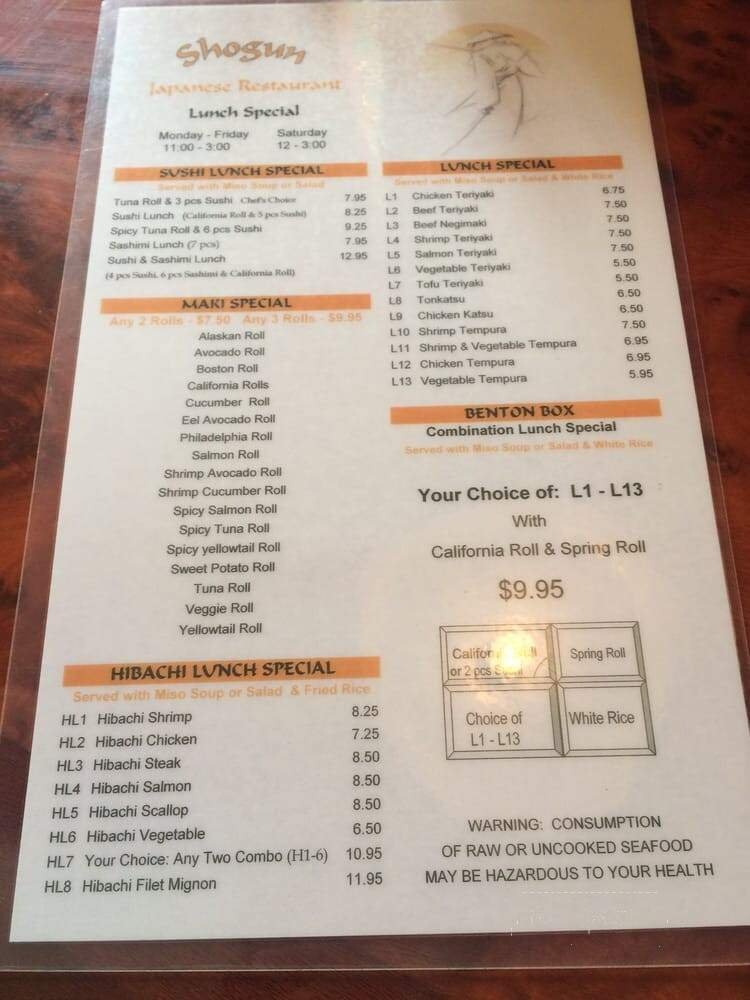 Shogun
Japanese Restaurant
Lunch Special
Monday - Friday Saturday
11:00 - 3:00 12 - 3:00
SUSHI LUNCH SPECIAL
Served with Miso Soup or Salad
Tuna Roll & 3 pcs Sushi Chef's Choice 7.95
Sushi Lunch (California Roll & 5 pcs Sushi) 8.25
Spicy Tuna Roll & 6 pcs Sushi 9.25
Sashimi Lunch (7 pcs) 7.95
Sushi & Sashimi Lunch 12.95
(4 pcs Sushi, 6 pcs Sashimi & California Roll)
MAKI SPECIAL
Any 2 Rolls - $7.50 Any 3 Rolls - $9.95
Alaskan Roll
Avocado Roll
Boston Roll
California Rolls
Cucumber Roll
Eel Avocado Roll
Philadelphia Roll
Salmon Roll
Shrimp Avocado Roll
Shrimp Cucumber Roll
Spicy Salmon Roll
Spicy Tuna Roll
Spicy yellowtail Roll
Sweet Potato Roll
Tuna Roll
Veggie Roll
Yellowtail Roll
HIBACHI LUNCH SPECIAL
Served with Miso Soup or Salad & Fried Rice
HL1 Hibachi Shrimp 8.25
HL2 Hibachi Chicken 7.25
HL3 Hibachi Steak 8.50
HL4 Hibachi Salmon 8.50
HL5 Hibachi Scallop 8.50
HL6 Hibachi Vegetable 6.50
HL7 Your Choice: Any Two Combo (H1-6) 10.95
HL8 Hibachi Filet Mignon 11.95
LUNCH SPECIAL
Served with Miso Soup or Salad & White Rice
L1 Chicken Teriyaki 6.75
L2 Beef Teriyaki 7.50
L3 Beef Negimaki 7.50
L4 Shrimp Teriyaki 7.50
L5 Salmon Teriyaki 7.50
L6 Vegetable Teriyaki 5.50
L7 Tofu Teriyaki 5.50
L8 Tonkatsu 6.50
L9 Chicken Katsu 6.50
L10 Shrimp Tempura 7.50
L11 Shrimp & Vegetable Tempura 6.95
L12 Chicken Tempura 6.95
L13 Vegetable Tempura 5.95
BENTON BOX
Combination Lunch Special
Served with Miso Soup or Salad & White Rice
Your Choice of: L1 - L13
With
California Roll & Spring Roll
$9.95
California Roll
or 2 pcs Sushi
Spring Roll
Choice of
L1 - L13
White Rice
WARNING: CONSUMPTION
OF RAW OR UNCOOKED SEAFOOD
MAY BE HAZARDOUS TO YOUR HEALTH